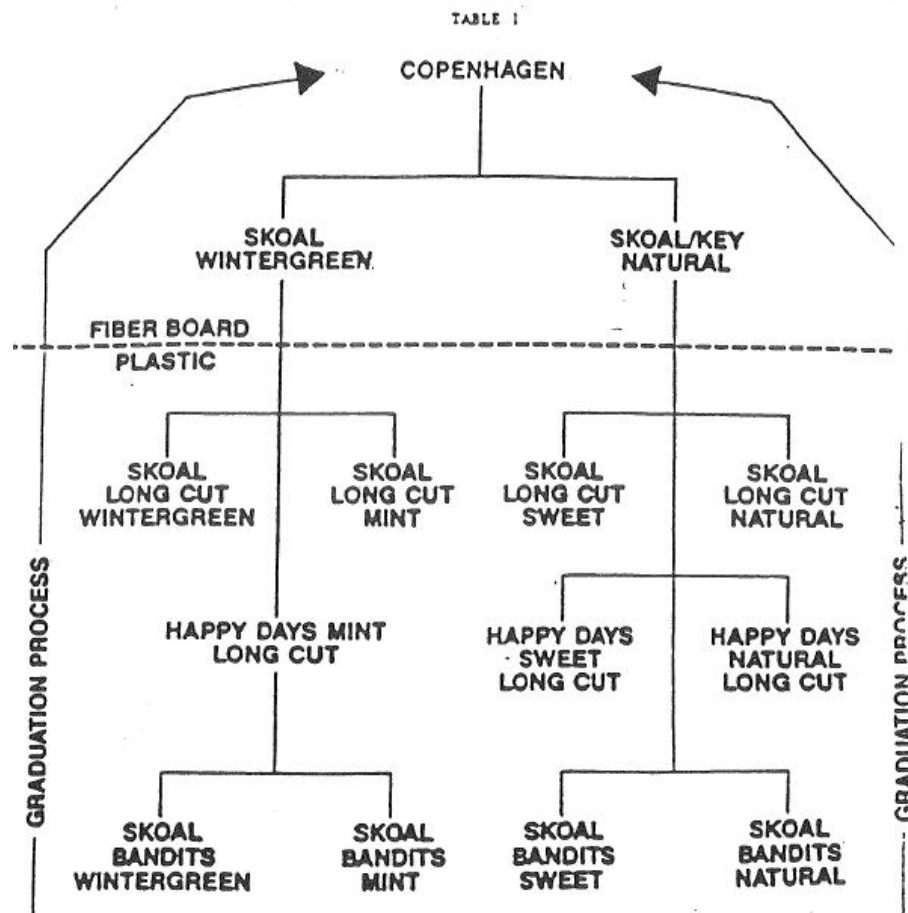 TABLE 1
COPENHAGEN
SKOAL
WINTERGREEN
SKOAL/KEY
NATURAL
FIBER BOARD
PLASTIC
SKOAL
LONG CUT
WINTERGREEN
SKOAL
LONG CUT
MINT
SKOAL
LONG CUT
SWEET
SKOAL
LONG CUT
NATURAL
HAPPY DAYS MINT
LONG CUT
HAPPY DAYS
SWEET
LONG CUT
HAPPY DAYS
NATURAL
LONG CUT
SKOAL
BANDITS
WINTERGREEN
SKOAL
BANDITS
MINT
SKOAL
BANDITS
SWEET
SKOAL
BANDITS
NATURAL
GRADUATION PROCESS
GRADUATION PROCESS